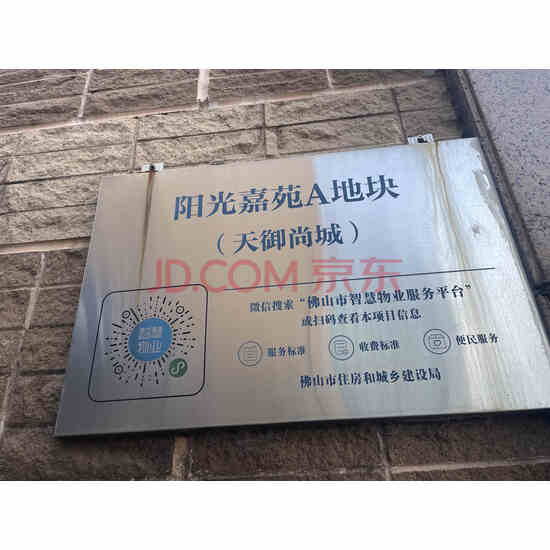 阳光嘉苑A地块
（天御尚城）
JD.COM 京东
微信搜索“佛山市智慧物业服务平台”
或扫码查看本项目信息
智慧
物业
服务标准
收费标准
便民服务
佛山市住房和城乡建设局